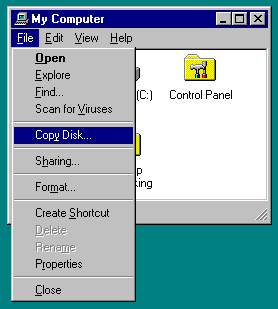 My Computer
File Edit View Help
Open
Explore
Find...
Scan for Viruses
Copy Disk...
Sharing...
Format...
Create Shortcut
Delete
Rename
Properties
Close
(C:)
Control Panel